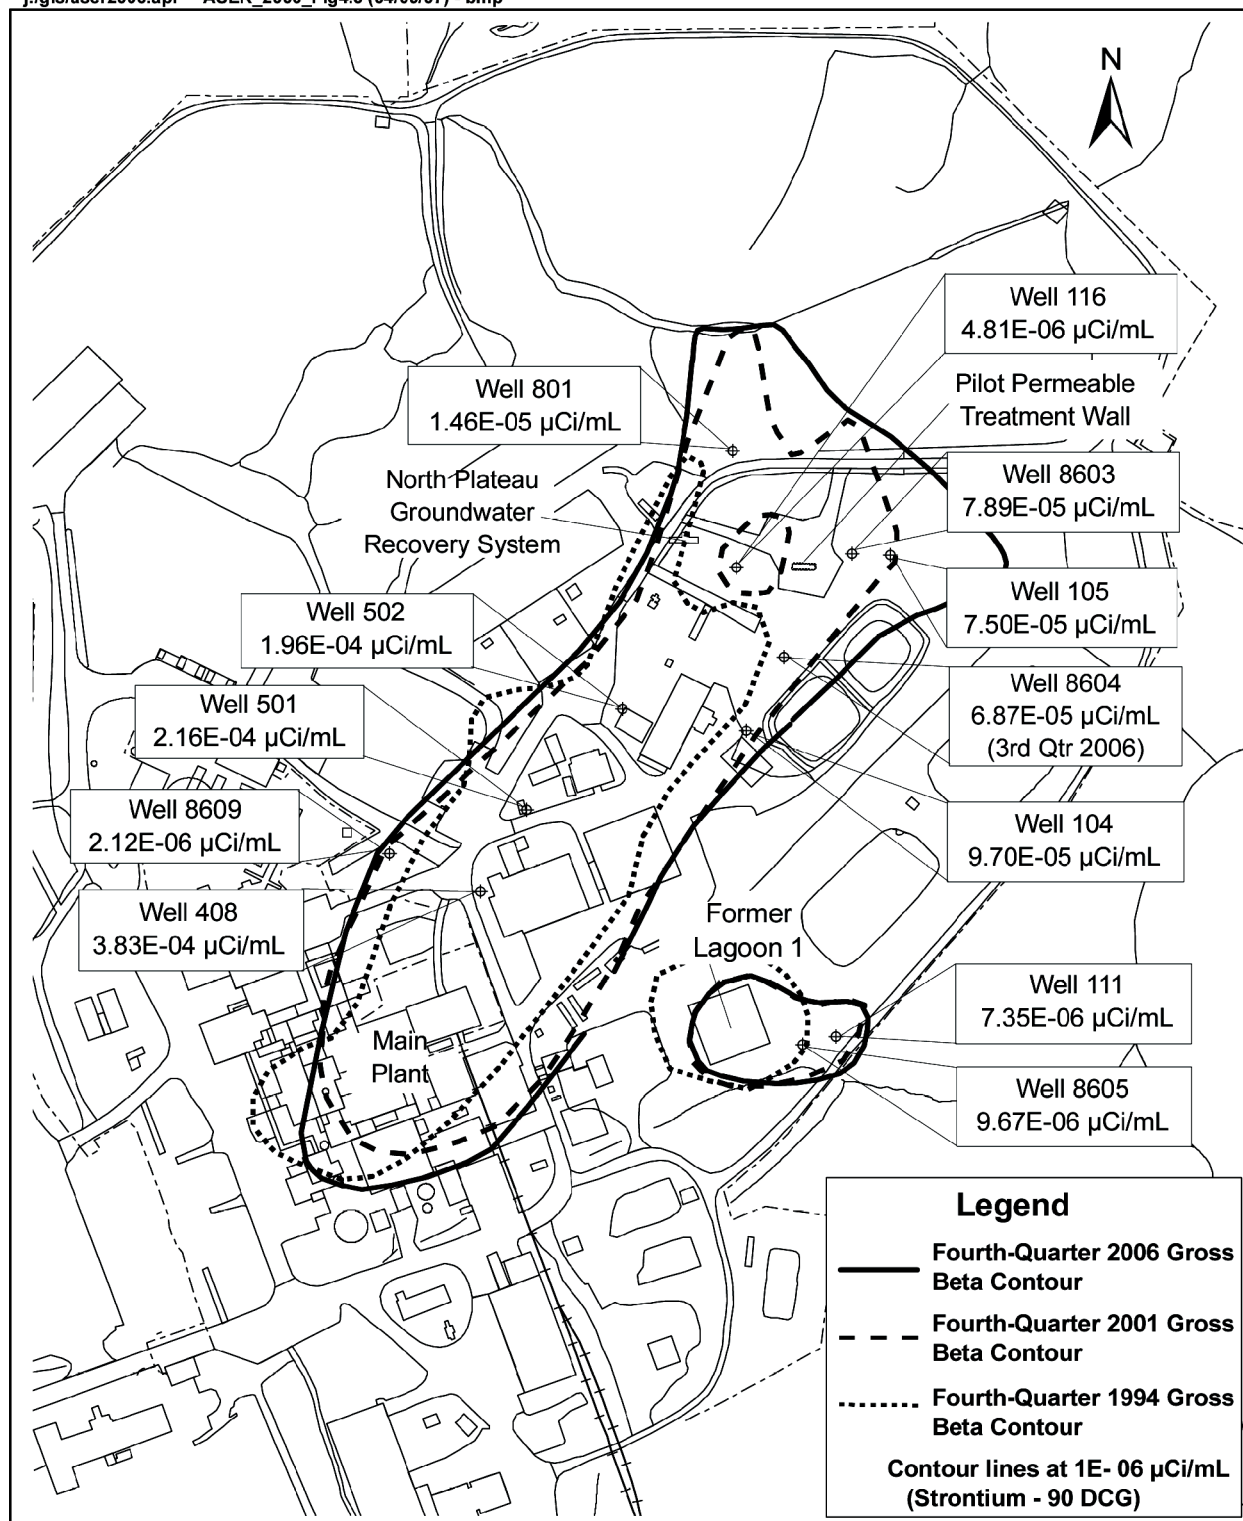 N
Well 116
4.81E-06 µCi/mL
Pilot Permeable
Treatment Wall
Well 801
1.46E-05 µCi/mL
North Plateau
Groundwater
Recovery System
Well 8603
7.89E-05 µCi/mL
Well 105
7.50E-05 µCi/mL
Well 502
1.96E-04 µCi/mL
Well 8604
6.87E-05 µCi/mL
(3rd Qtr 2006)
Well 501
2.16E-04 µCi/mL
Well 8609
2.12E-06 µCi/mL
Well 104
9.70E-05 µCi/mL
Well 408
3.83E-04 µCi/mL
Former
Lagoon 1
Well 111
7.35E-06 µCi/mL
Main
Plant
Well 8605
9.67E-06 µCi/mL
Legend
Fourth-Quarter 2006 Gross
Beta Contour
Fourth-Quarter 2001 Gross
Beta Contour
Fourth-Quarter 1994 Gross
Beta Contour
Contour lines at 1E- 06 µCi/mL
(Strontium - 90 DCG)